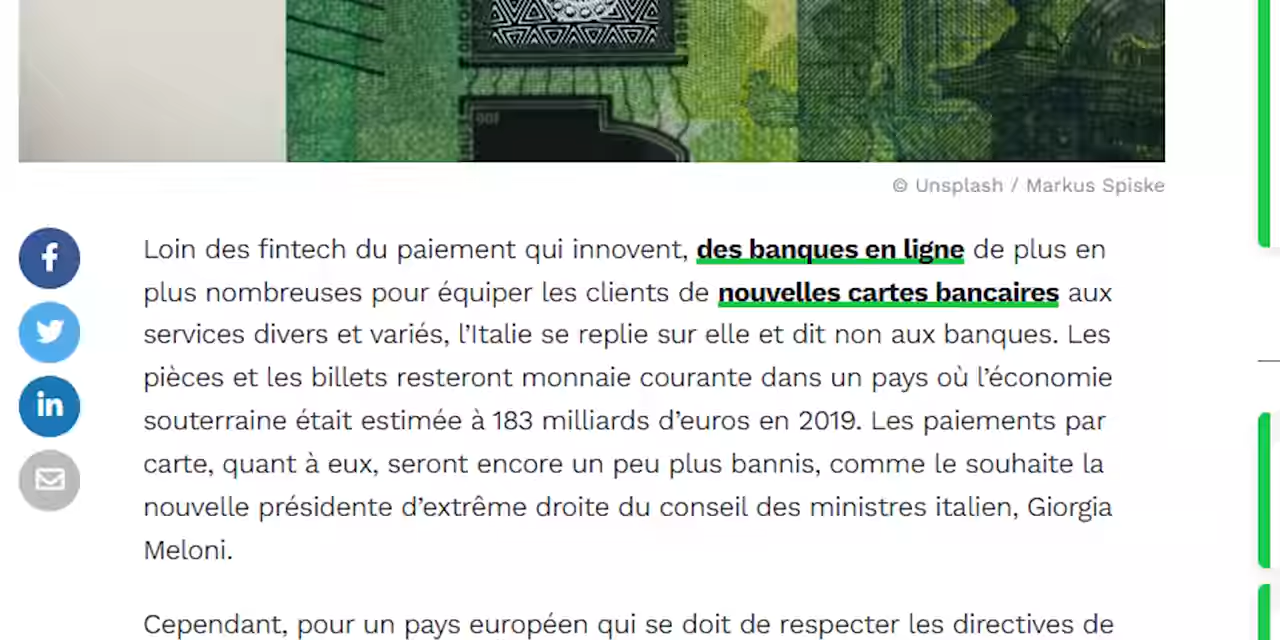 100
© Unsplash / Markus Spiske
Loin des fintech du paiement qui innovent, des banques en ligne de plus en
plus nombreuses pour équiper les clients de nouvelles cartes bancaires aux
services divers et variés, l’Italie se replie sur elle et dit non aux banques. Les
pièces et les billets resteront monnaie courante dans un pays où l’économie
souterraine était estimée à 183 milliards d’euros en 2019. Les paiements par
carte, quant à eux, seront encore un peu plus bannis, comme le souhaite la
nouvelle présidente d’extrême droite du conseil des ministres italien, Giorgia
Meloni.
Cependant, pour un pays européen qui se doit de respecter les directives de